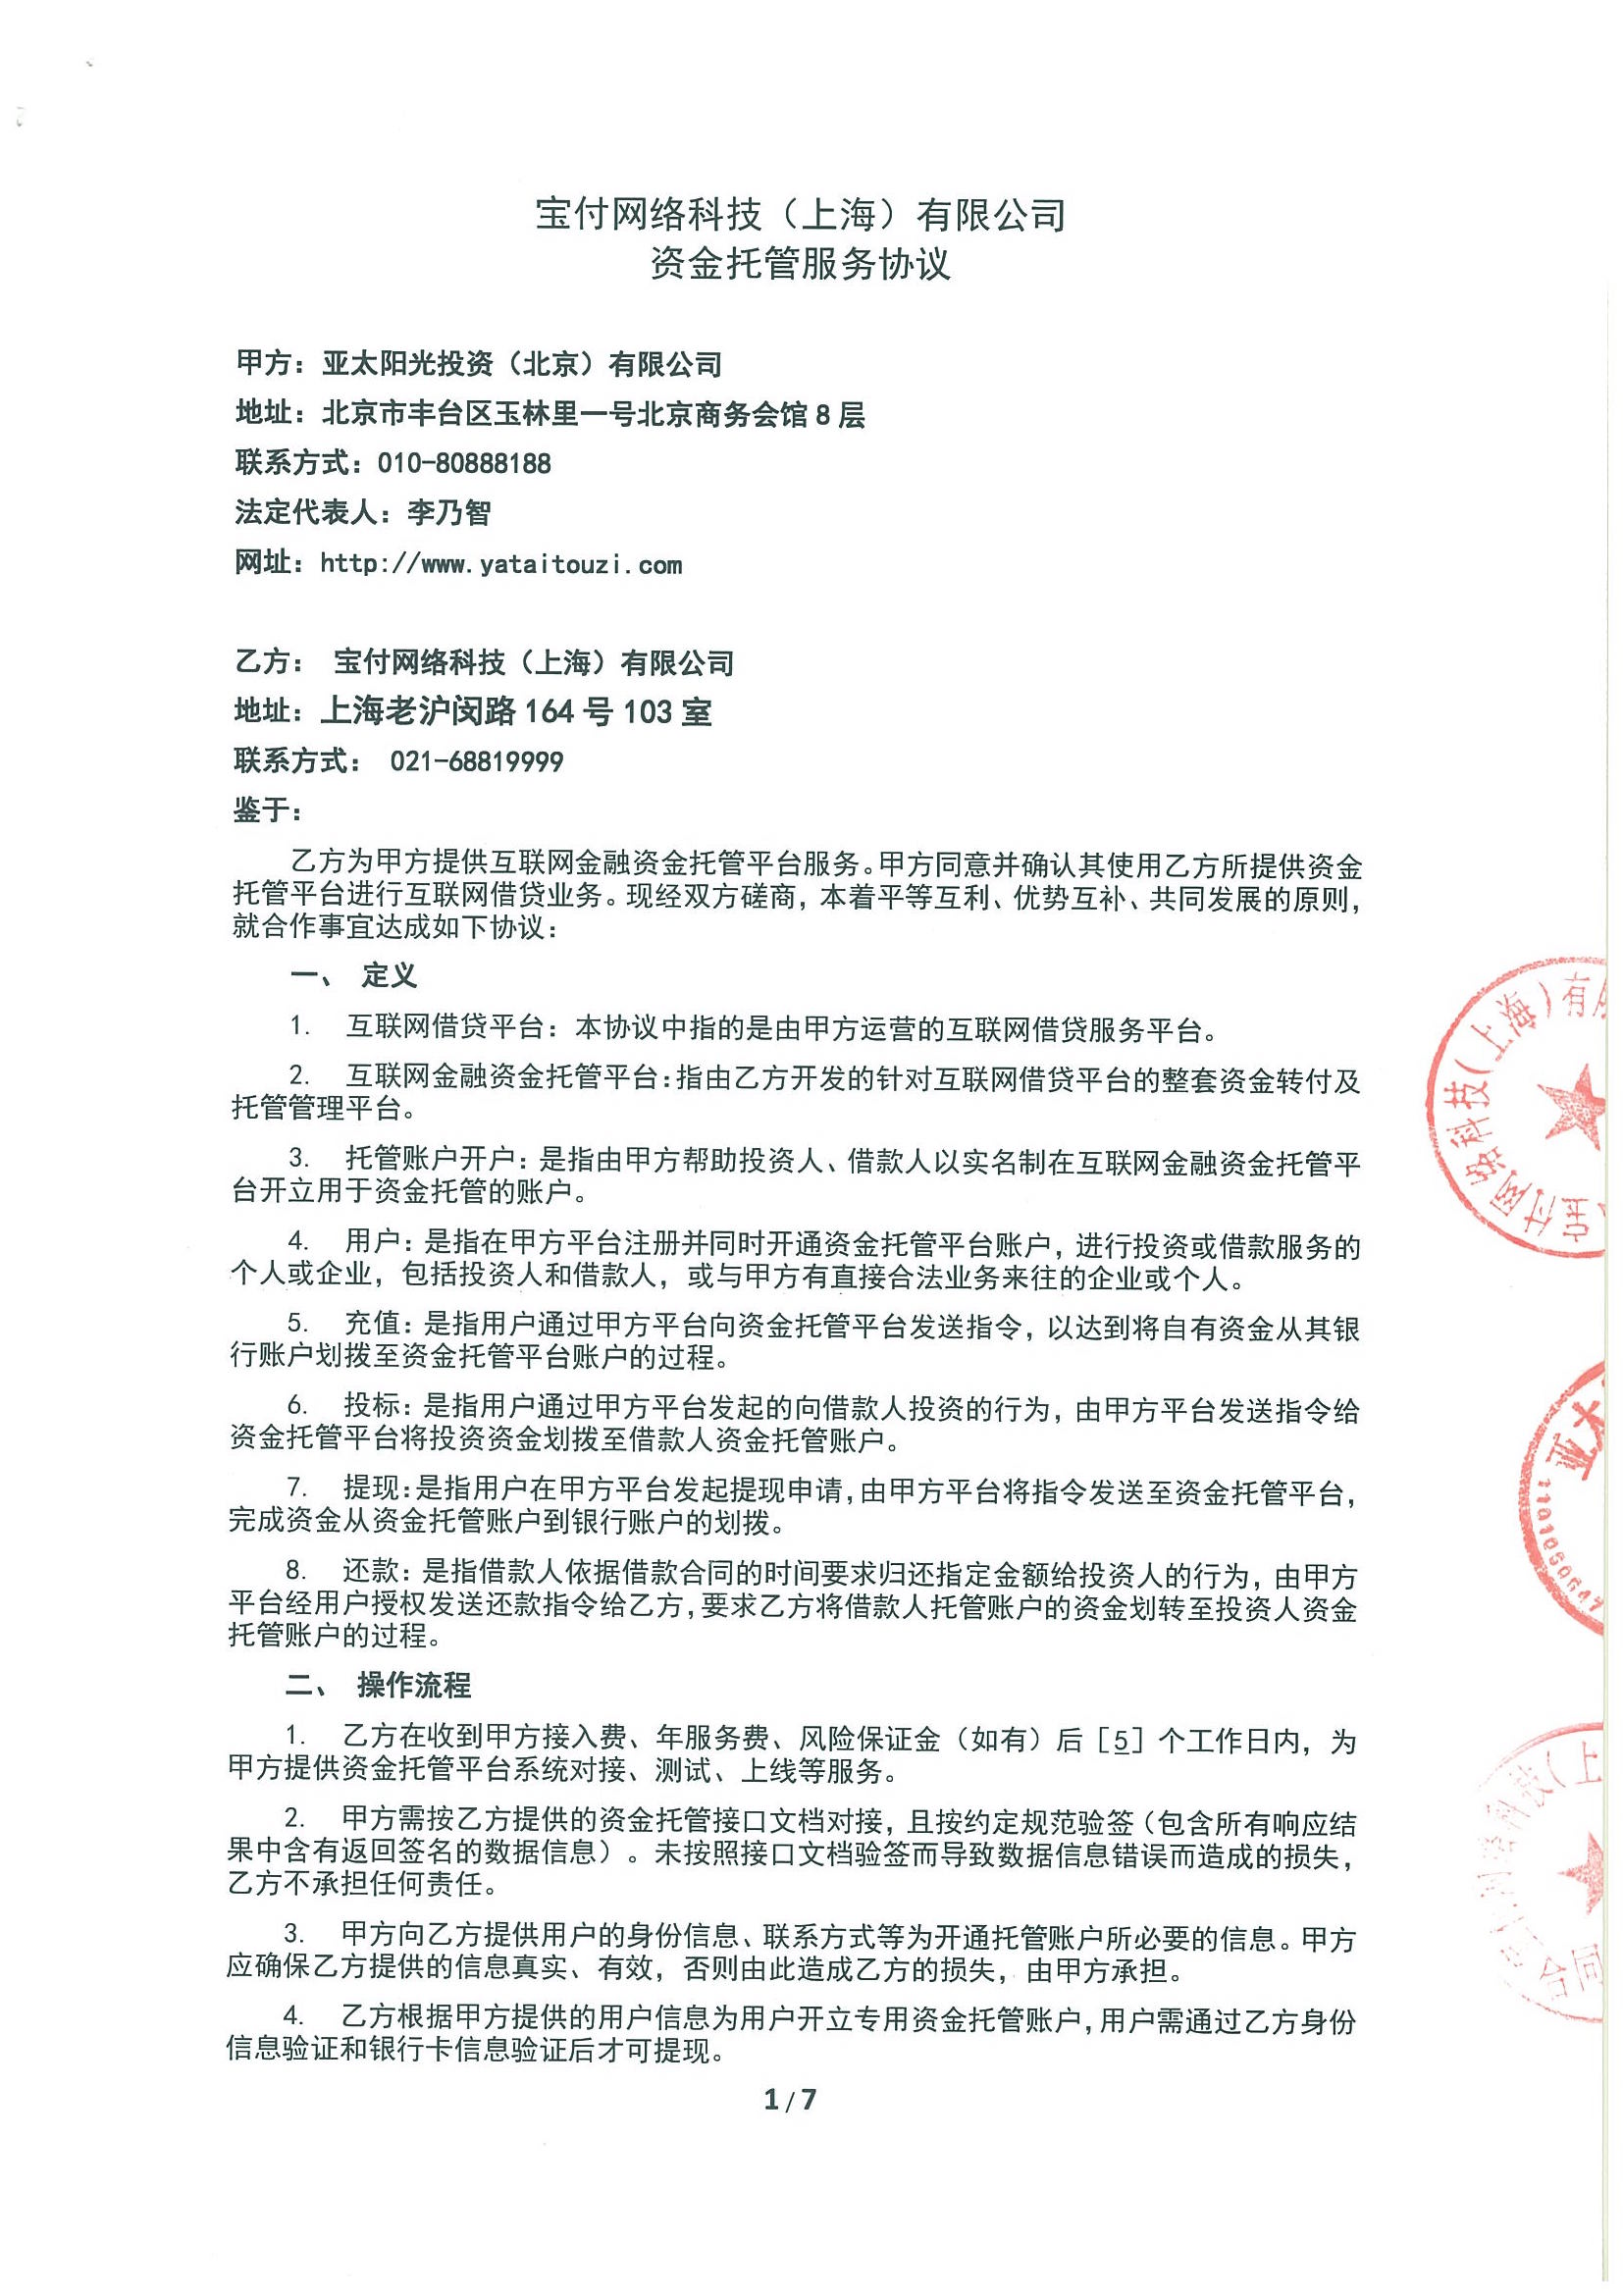 宝付网络科技（上海）有限公司
资金托管服务协议
甲方：亚太阳光投资（北京）有限公司
地址：北京市丰台区玉林里一号北京商务会馆 8 层
联系方式：010-80888188
法定代表人：李乃智
网址：http://www.yataitouzi.com
乙方： 宝付网络科技（上海）有限公司
地址：上海老沪闵路 164 号 103 室
联系方式： 021-68819999
鉴于：
乙方为甲方提供互联网金融资金托管平台服务。甲方同意并确认其使用乙方所提供资金
托管平台进行互联网借贷业务。现经双方磋商，本着平等互利、优势互补、共同发展的原则，
就合作事宜达成如下协议：
一、 定义
1. 互联网借贷平台：本协议中指的是由甲方运营的互联网借贷服务平台。
2. 互联网金融资金托管平台：指由乙方开发的针对互联网借贷平台的整套资金转付及
托管管理平台。
3. 托管账户开户：是指由甲方帮助投资人、借款人以实名制在互联网金融资金托管平
台开立用于资金托管的账户。
4. 用户：是指在甲方平台注册并同时开通资金托管平台账户，进行投资或借款服务的
个人或企业，包括投资人和借款人，或与甲方有直接合法业务来往的企业或个人。
5. 充值：是指用户通过甲方平台向资金托管平台发送指令，以达到将自有资金从其银
行账户划拨至资金托管平台账户的过程。
6. 投标：是指用户通过甲方平台发起的向借款人投资的行为，由甲方平台发送指令给
资金托管平台将投资资金划拨至借款人资金托管账户。
7. 提现：是指用户在甲方平台发起提现申请，由甲方平台将指令发送至资金托管平台，
完成资金从资金托管账户到银行账户的划拨。
8. 还款：是指借款人依据借款合同的时间要求归还指定金额给投资人的行为，由甲方
平台经用户授权发送还款指令给乙方，要求乙方将借款人托管账户的资金划转至投资人资金
托管账户的过程。
二、 操作流程
1. 乙方在收到甲方接入费、年服务费、风险保证金（如有）后［5］个工作日内，为
甲方提供资金托管平台系统对接、测试、上线等服务。
2. 甲方需按乙方提供的资金托管接口文档对接，且按约定规范验签（包含所有响应结
果中含有返回签名的数据信息）。未按照接口文档验签而导致数据信息错误而造成的损失，
乙方不承担任何责任。
3. 甲方向乙方提供用户的身份信息、联系方式等为开通托管账户所必要的信息。甲方
应确保乙方提供的信息真实、有效，否则由此造成乙方的损失，由甲方承担。
4. 乙方根据甲方提供的用户信息为用户开立专用资金托管账户，用户需通过乙方身份
信息验证和银行卡信息验证后才可提现。
1/7
宝付网络科技(上海)有
亚太
网络科技(上
合同